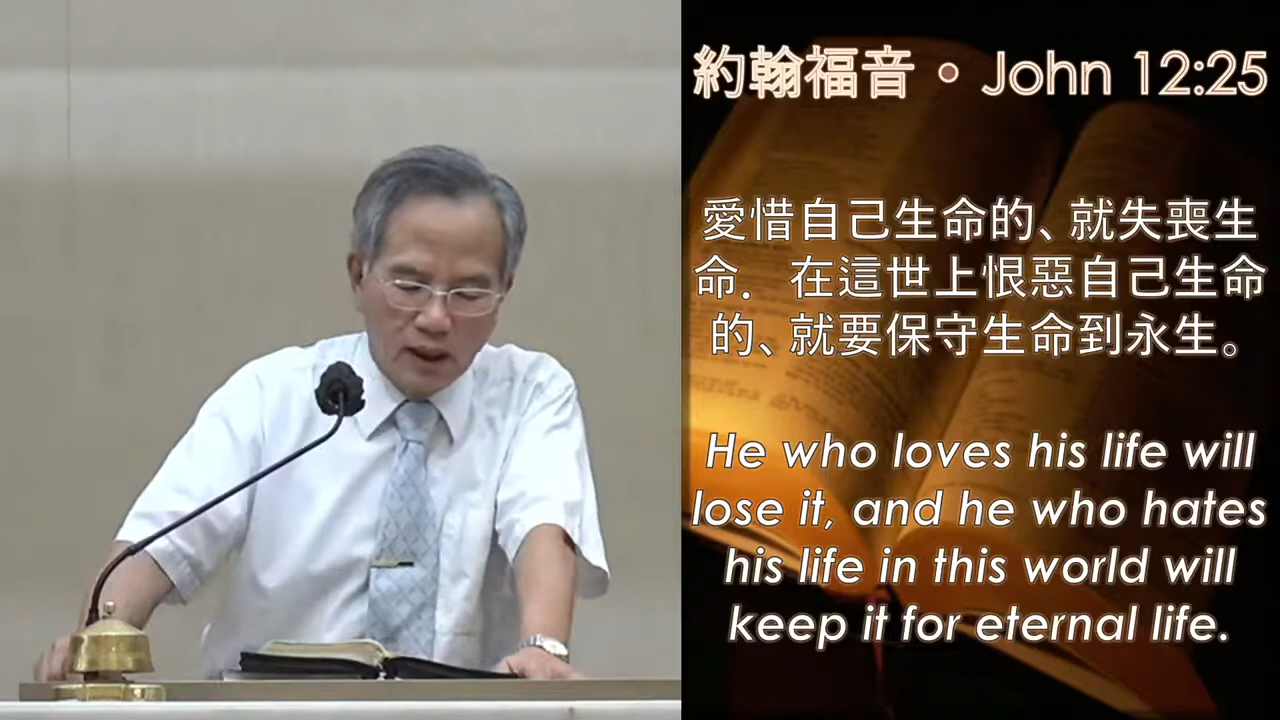 約翰福音 • John 12:25
愛惜自己生命的、就失喪生
命．在這世上恨惡自己生命
的、就要保守生命到永生。
He who loves his life will
lose it, and he who hates
his life in this world will
keep it for eternal life.